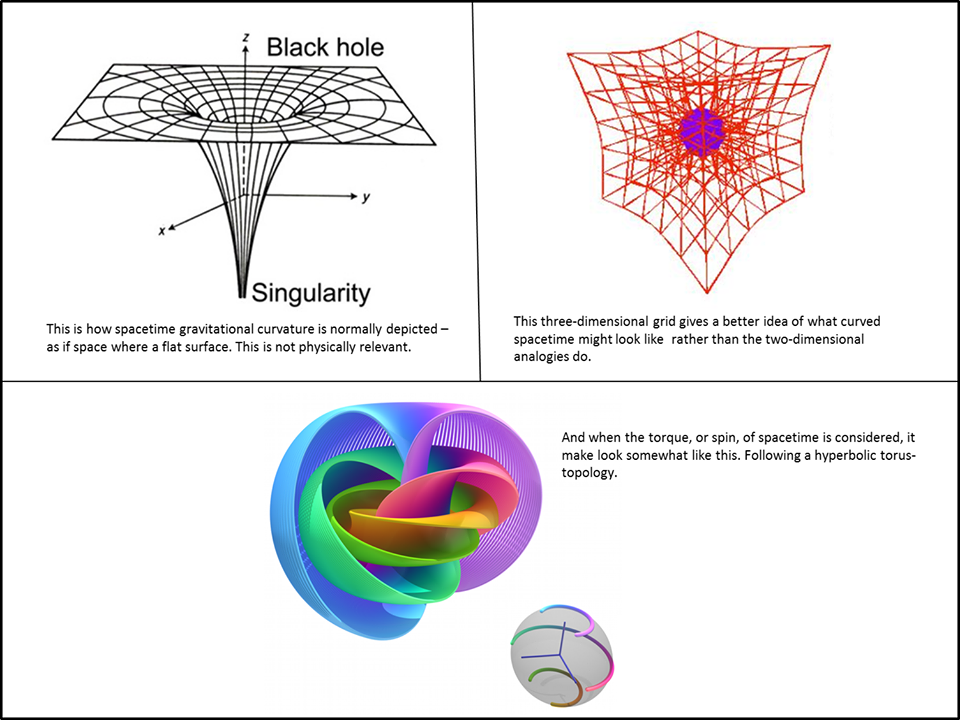 z
Black hole
y
x
Singularity
This is how spacetime gravitational curvature is normally depicted –
as if space where a flat surface. This is not physically relevant.
This three-dimensional grid gives a better idea of what curved
spacetime might look like rather than the two-dimensional
analogies do.
And when the torque, or spin, of spacetime is considered, it
make look somewhat like this. Following a hyperbolic torus-
topology.